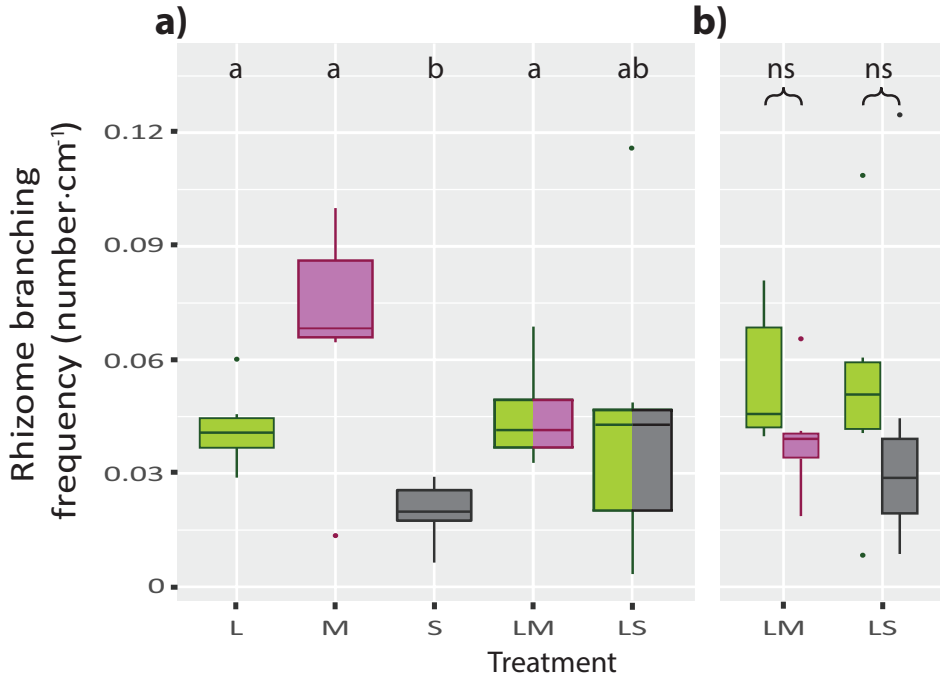 a) b)
a a b a ab ns ns
0.12
0.09
0.06
0.03
0
Rhizome branching
frequency (number·cm⁻¹)
L M S LM LS LM LS
Treatment